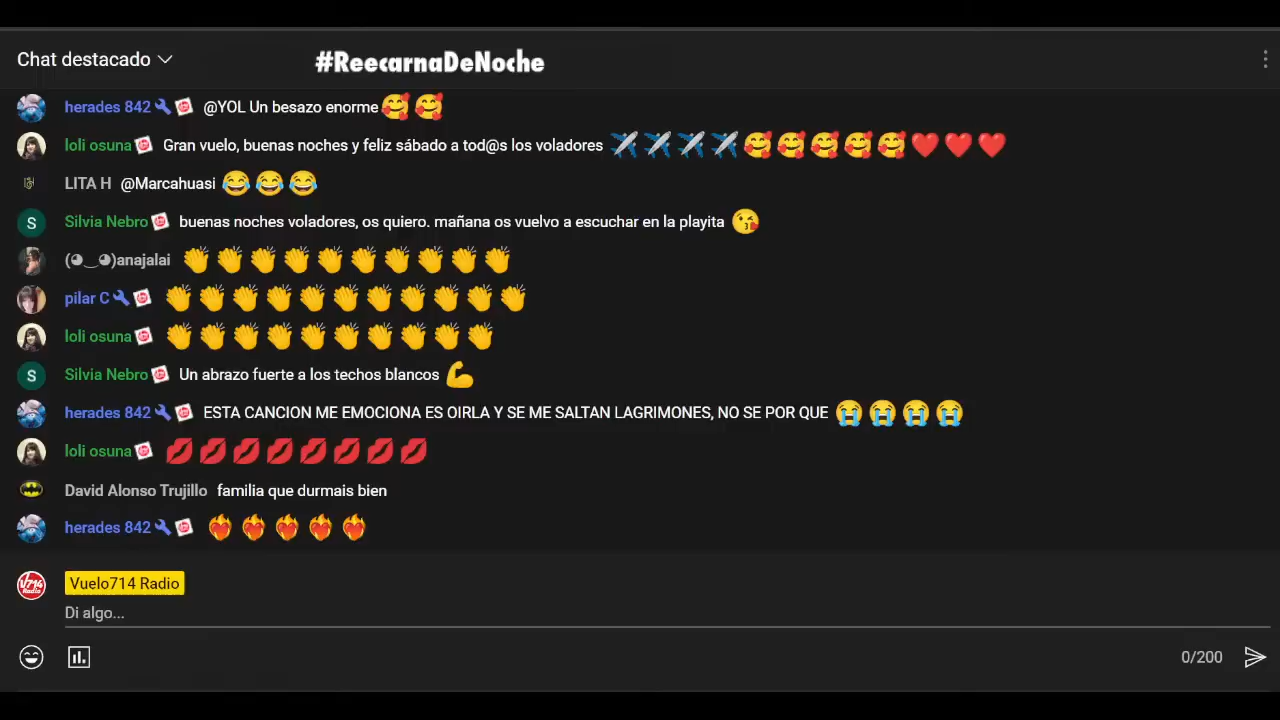 Chat destacado
#ReecarnaDeNoche
herades 842 @YOL Un besazo enorme🥰🥰
loli osuna Gran vuelo, buenas noches y feliz sábado a tod@s los voladores ✈️✈️✈️✈️🥰🥰🥰🥰🥰❤️❤️❤️
LITA H @Marcahuasi 😂😂😂
S Silvia Nebro buenas noches voladores, os quiero. mañana os vuelvo a escuchar en la playita 😘
(◕‿◕)anajalai 👏👏👏👏👏👏👏👏👏👏
pilar C 👏👏👏👏👏👏👏👏👏👏👏
loli osuna 👏👏👏👏👏👏👏👏👏👏
S Silvia Nebro Un abrazo fuerte a los techos blancos 💪
herades 842 ESTA CANCION ME EMOCIONA ES OIRLA Y SE ME SALTAN LAGRIMONES, NO SE POR QUE 😭😭😭😭
loli osuna 💋💋💋💋💋💋💋💋
David Alonso Trujillo familia que durmais bien
herades 842 ❤️‍🔥❤️‍🔥❤️‍🔥❤️‍🔥❤️‍🔥
V714 Radio Vuelo714 Radio
Di algo...
0/200